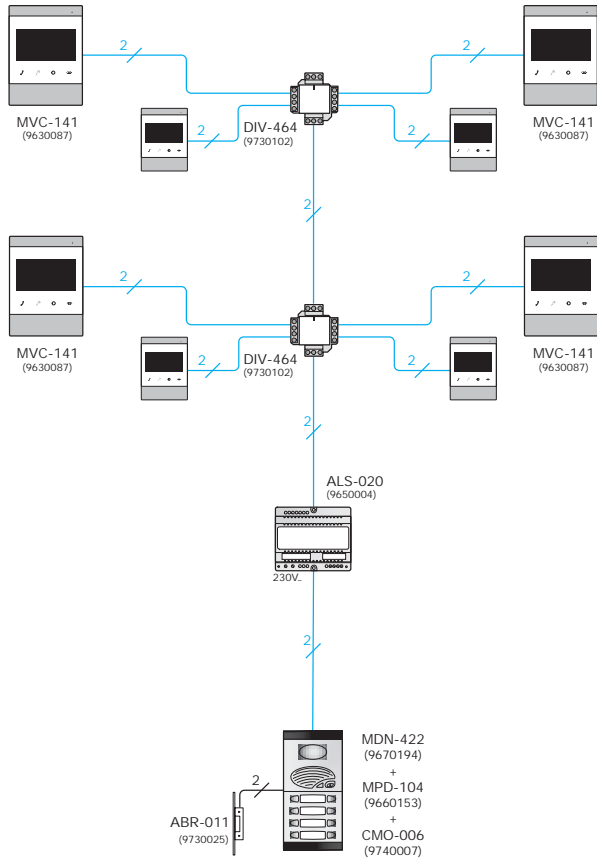 2
2
MVC-141
(9630087)
2
DIV-464
(9730102)
2
MVC-141
(9630087)
2
2
2
MVC-141
(9630087)
2
DIV-464
(9730102)
2
MVC-141
(9630087)
2
ALS-020
(9650004)
230V~
2
MDN-422
(9670194)
+
MPD-104
(9660153)
+
CMO-006
(9740007)
2
ABR-011
(9730025)